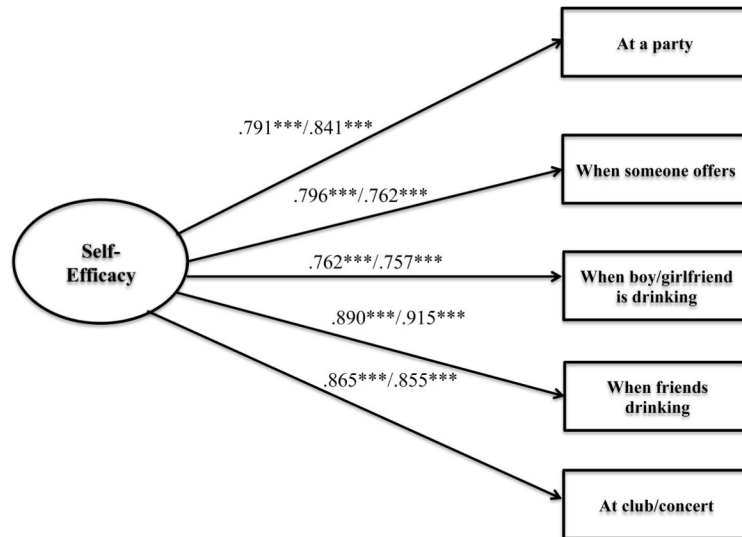 At a party
.791***/.841***
When someone offers
.796***/.762***
Self-
Efficacy
.762***/.757***
When boy/girlfriend
is drinking
.890***/.915***
.865***/.855***
When friends
drinking
At club/concert